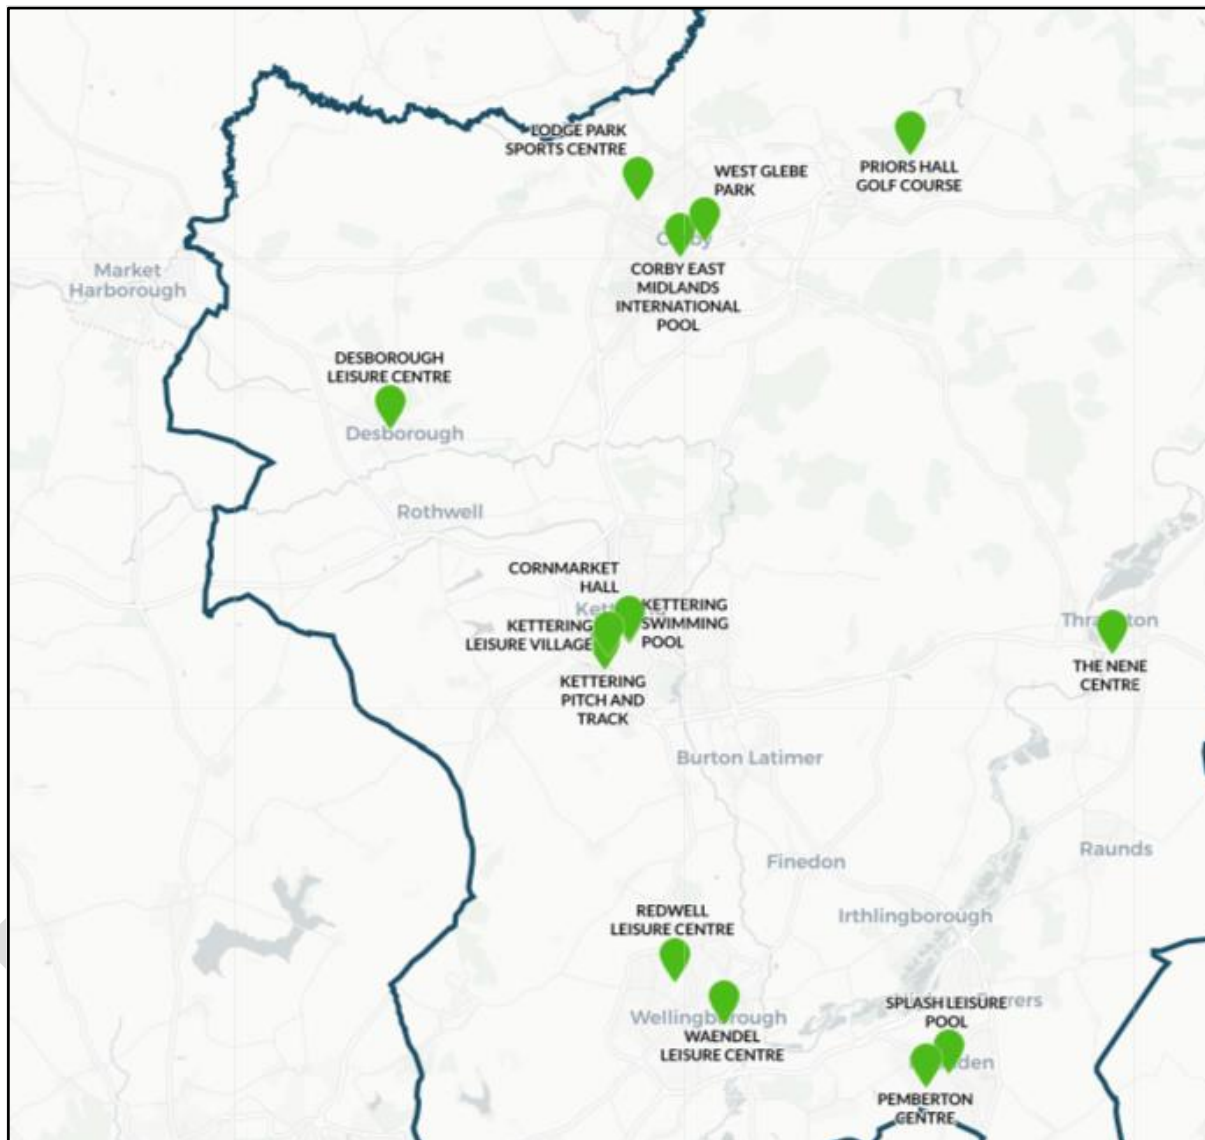 LODGE PARK
SPORTS CENTRE
WEST GLEBE
PARK
PRIORS HALL
GOLF COURSE
CORBY EAST
MIDLANDS
INTERNATIONAL
POOL
Market
Harborough
DESBOROUGH
LEISURE CENTRE
Desborough
Rothwell
CORNMARKET
HALL
KETTERING
SWIMMING
POOL
KETTERING
LEISURE VILLAGE
KETTERING
PITCH AND
TRACK
THE NENE
CENTRE
Burton Latimer
Finedon
Raunds
Irthlingborough
REDWELL
LEISURE CENTRE
Wellingborough
WAENDEL
LEISURE CENTRE
SPLASH LEISURE
POOL
PEMBERTON
CENTRE